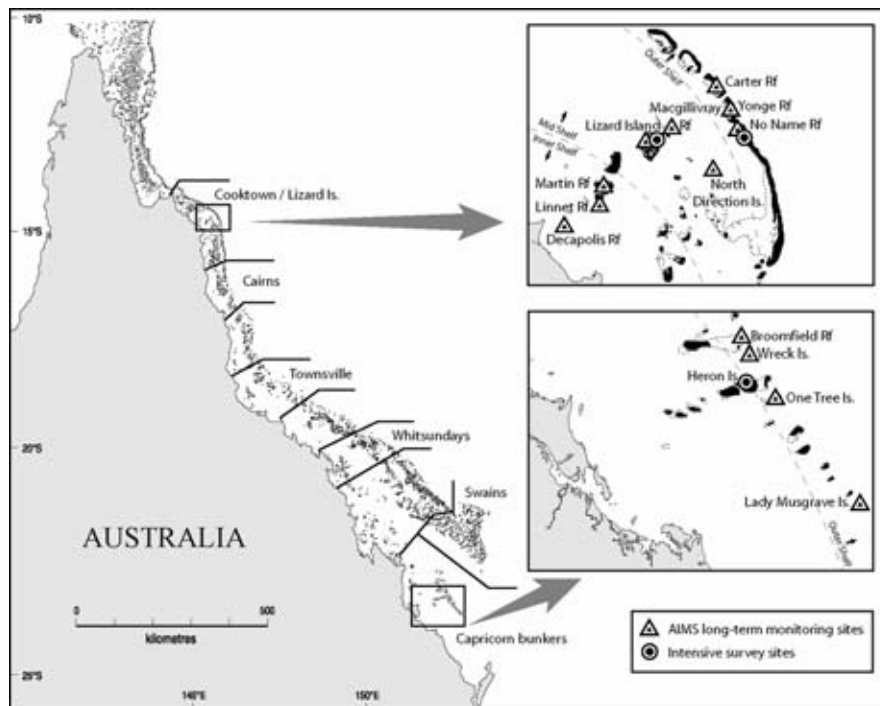 10°S
15°S
20°S
25°S
Cooktown / Lizard Is.
Cairns
Townsville
Whitsundays
Swains
Capricorn bunkers
AUSTRALIA
0
500
kilometres
140°E
150°E
Outer Shelf
Carter Rf
Macgillivray
Yonge Rf
Mid Shelf
Inner Shelf
Lizard Island
Rf
No Name Rf
Martin Rf
North
Direction Is.
Linnet Rf
Decapolis Rf
Broomfield Rf
Wreck Is.
Heron Is.
One Tree Is.
Lady Musgrave Is.
Outer Shelf
AIMS long-term monitoring sites
Intensive survey sites